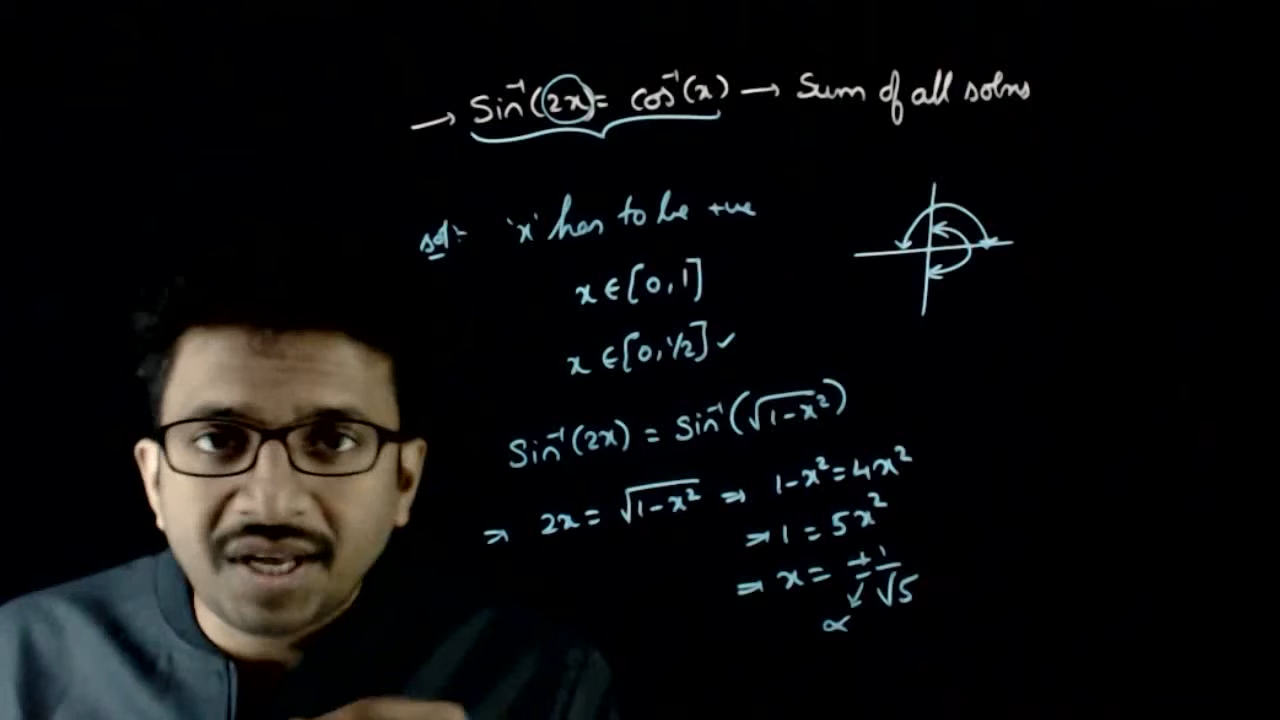 → Sin⁻¹(2x) = cos⁻¹(x) → Sum of all solns
sol:- 'x' has to be +ve
x ∈ [0, 1]
x ∈ [0, 1/2] ✓
Sin⁻¹(2x) = Sin⁻¹(√1-x²)
⇒ 2x = √1-x² ⇒ 1-x² = 4x²
⇒ 1 = 5x²
⇒ x = ± 1/√5
∝